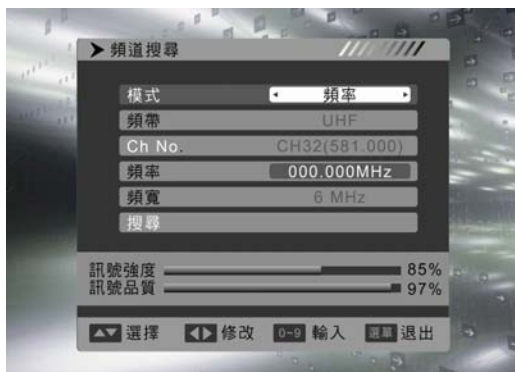 頻道搜尋
模式 頻率
頻帶 UHF
Ch No. CH32(581.000)
頻率 000.000MHz
頻寬 6 MHz
搜尋
訊號強度 85%
訊號品質 97%
選擇 修改 0~9 輸入 選單 退出